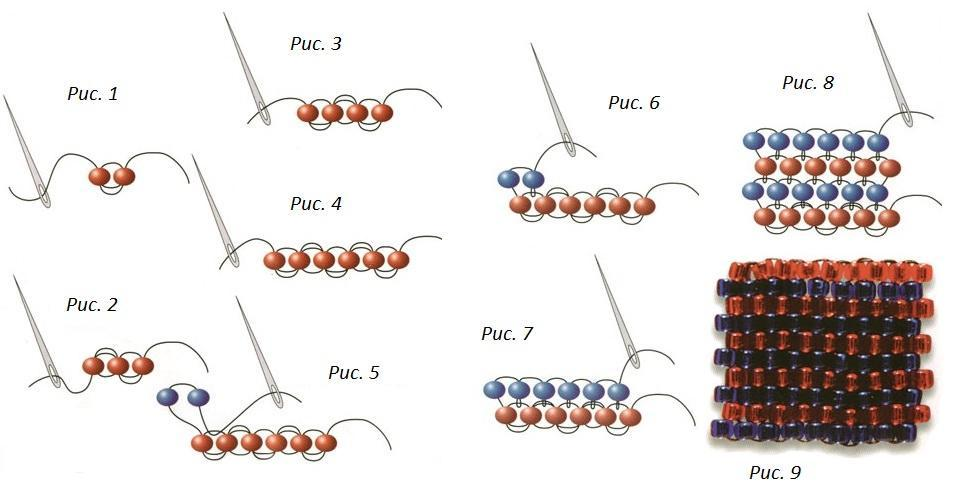 Рис. 1
Рис. 2
Рис. 3
Рис. 4
Рис. 5
Рис. 6
Рис. 7
Рис. 8
Рис. 9